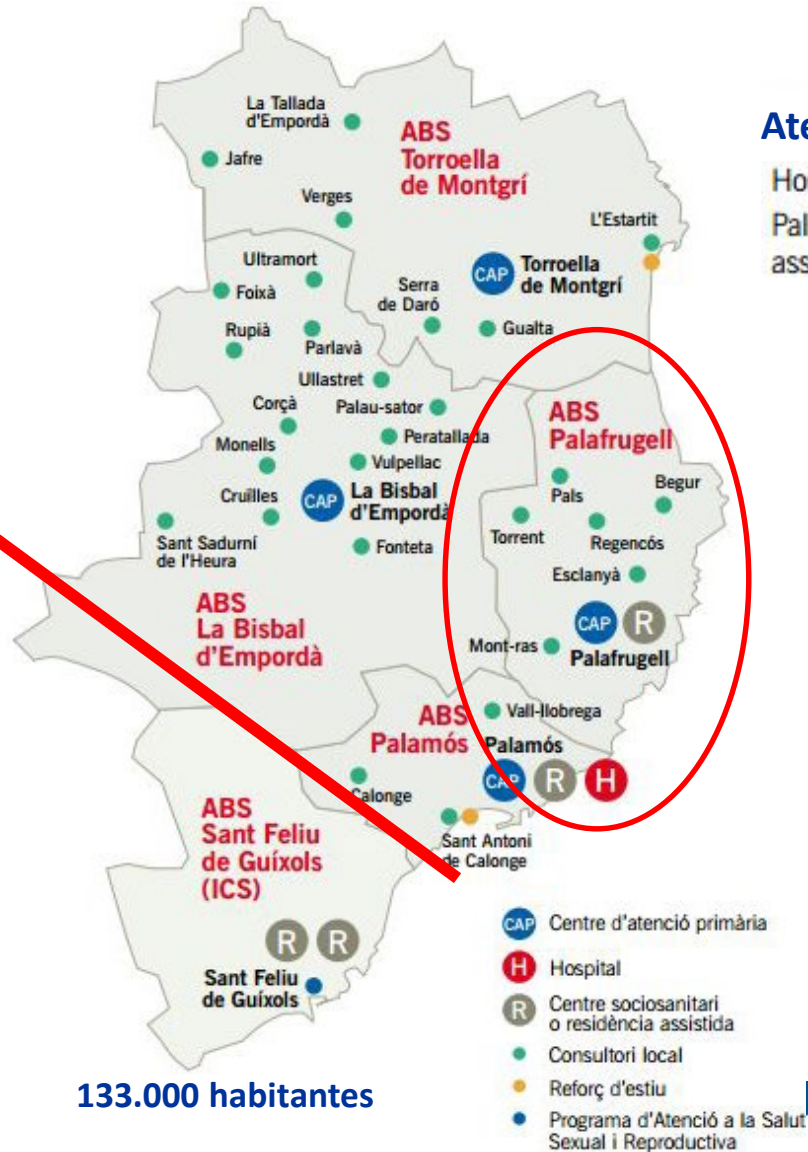 La Tallada
d'Empordà
Jafre
ABS
Torroella
de Montgrí
Verges
L'Estartit
CAP
Torroella
de Montgrí
Ultramort
Foixà
Serra
de Daró
Gualta
Rupià
Parlavà
Ullastret
Corçà
Palau-sator
Peratallada
Monells
Vulpellac
Cruïlles
CAP
La Bisbal
d'Empordà
Sant Sadurní
de l'Heura
Fonteta
ABS
Palafrugell
Pals
Begur
Torrent
Regencós
Esclanyà
CAP R
Mont-ras
Palafrugell
ABS
La Bisbal
d'Empordà
ABS
Palamós
Vall-llobrega
Palamós
CAP R H
Calonge
Sant Antoni
de Calonge
ABS
Sant Feliu
de Guíxols
(ICS)
R R
Sant Feliu
de Guíxols
133.000 habitantes
CAP Centre d'atenció primària
H Hospital
R Centre sociosanitari
o residència assistida
Consultori local
Reforç d'estiu
Programa d'Atenció a la Salut
Sexual i Reproductiva